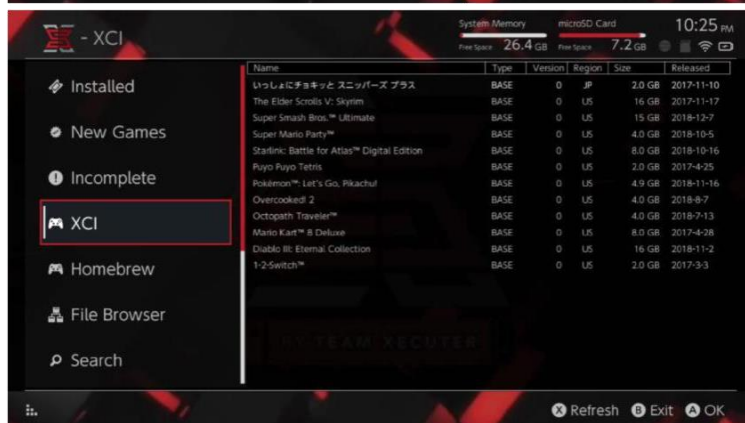 - XCI
System Memory microSD Card 10:25 PM
Free Space 26.4 GB Free Space 7.2 GB
Installed
New Games
Incomplete
XCI
Homebrew
File Browser
Search
Name Type Version Region Size Released
いっしょにチョキッと スニッパーズ プラス BASE 0 JP 2.0 GB 2017-11-10
The Elder Scrolls V: Skyrim BASE 0 US 16 GB 2017-11-17
Super Smash Bros.™ Ultimate BASE 0 US 15 GB 2018-12-7
Super Mario Party™ BASE 0 US 4.0 GB 2018-10-5
Starlink: Battle for Atlas™ Digital Edition BASE 0 US 8.0 GB 2018-10-16
Puyo Puyo Tetris BASE 0 US 2.0 GB 2017-4-25
Pokémon™: Let's Go, Pikachu! BASE 0 US 4.9 GB 2018-11-16
Overcooked! 2 BASE 0 US 4.0 GB 2018-8-7
Octopath Traveler™ BASE 0 US 4.0 GB 2018-7-13
Mario Kart™ 8 Deluxe BASE 0 US 8.0 GB 2017-4-28
Diablo III: Eternal Collection BASE 0 US 16 GB 2018-11-2
1-2-Switch™ BASE 0 US 2.0 GB 2017-3-3
BY TEAM XECUTER
X Refresh B Exit A OK